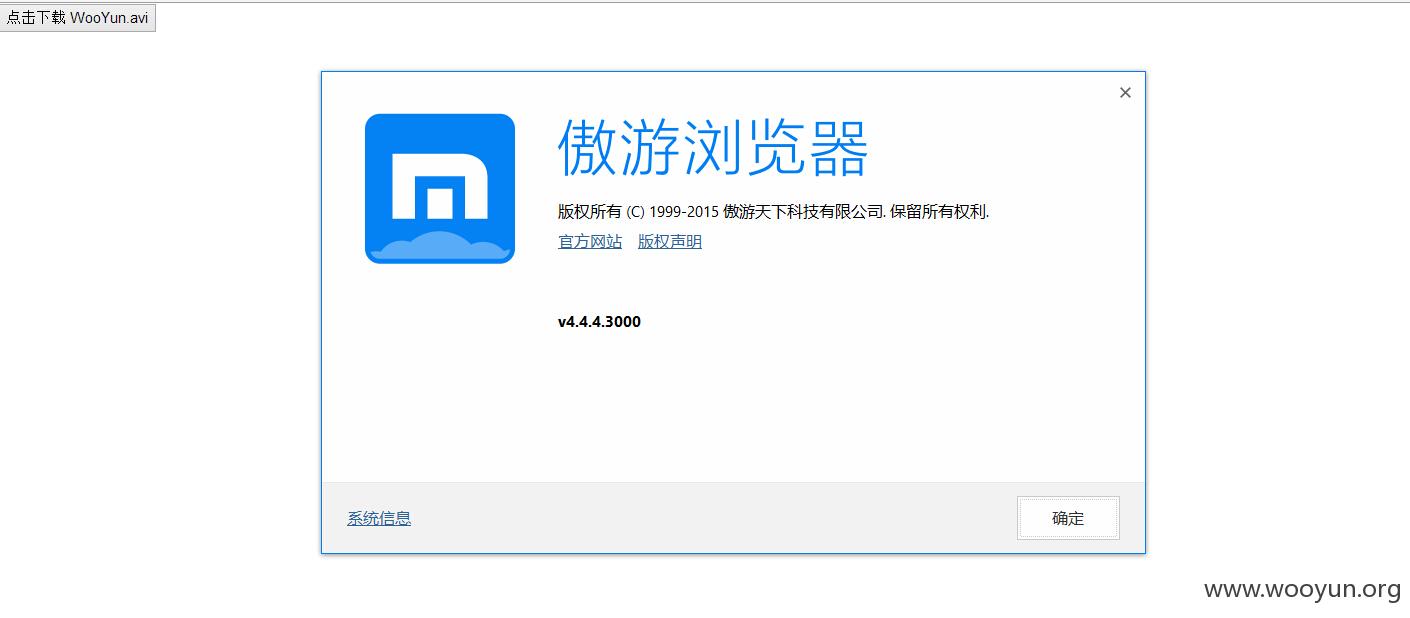 点击下载 WooYun.avi
傲游浏览器
版权所有 (C) 1999-2015 傲游天下科技有限公司. 保留所有权利.
官方网站 版权声明
v4.4.4.3000
系统信息
确定
www.wooyun.org